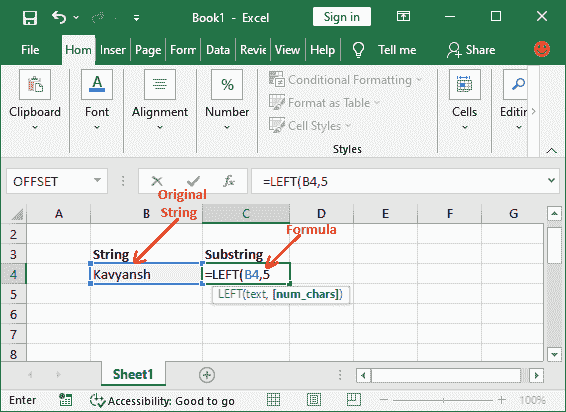 Book1 - Excel
Sign in
File Hom Inser Page Forr Data Revie View Help Tell me Share
Clipboard
Font
Alignment
Number
Conditional Formatting
Format as Table
Cell Styles
Styles
Cells
Editin
OFFSET fx =LEFT(B4,5
Original
String
A B C D E F G
2
Formula
3 String Substring
4 Kavyansh =LEFT(B4,5
5 LEFT(text, [num_chars])
6
7
8
Sheet1
Enter Accessibility: Good to go 100%